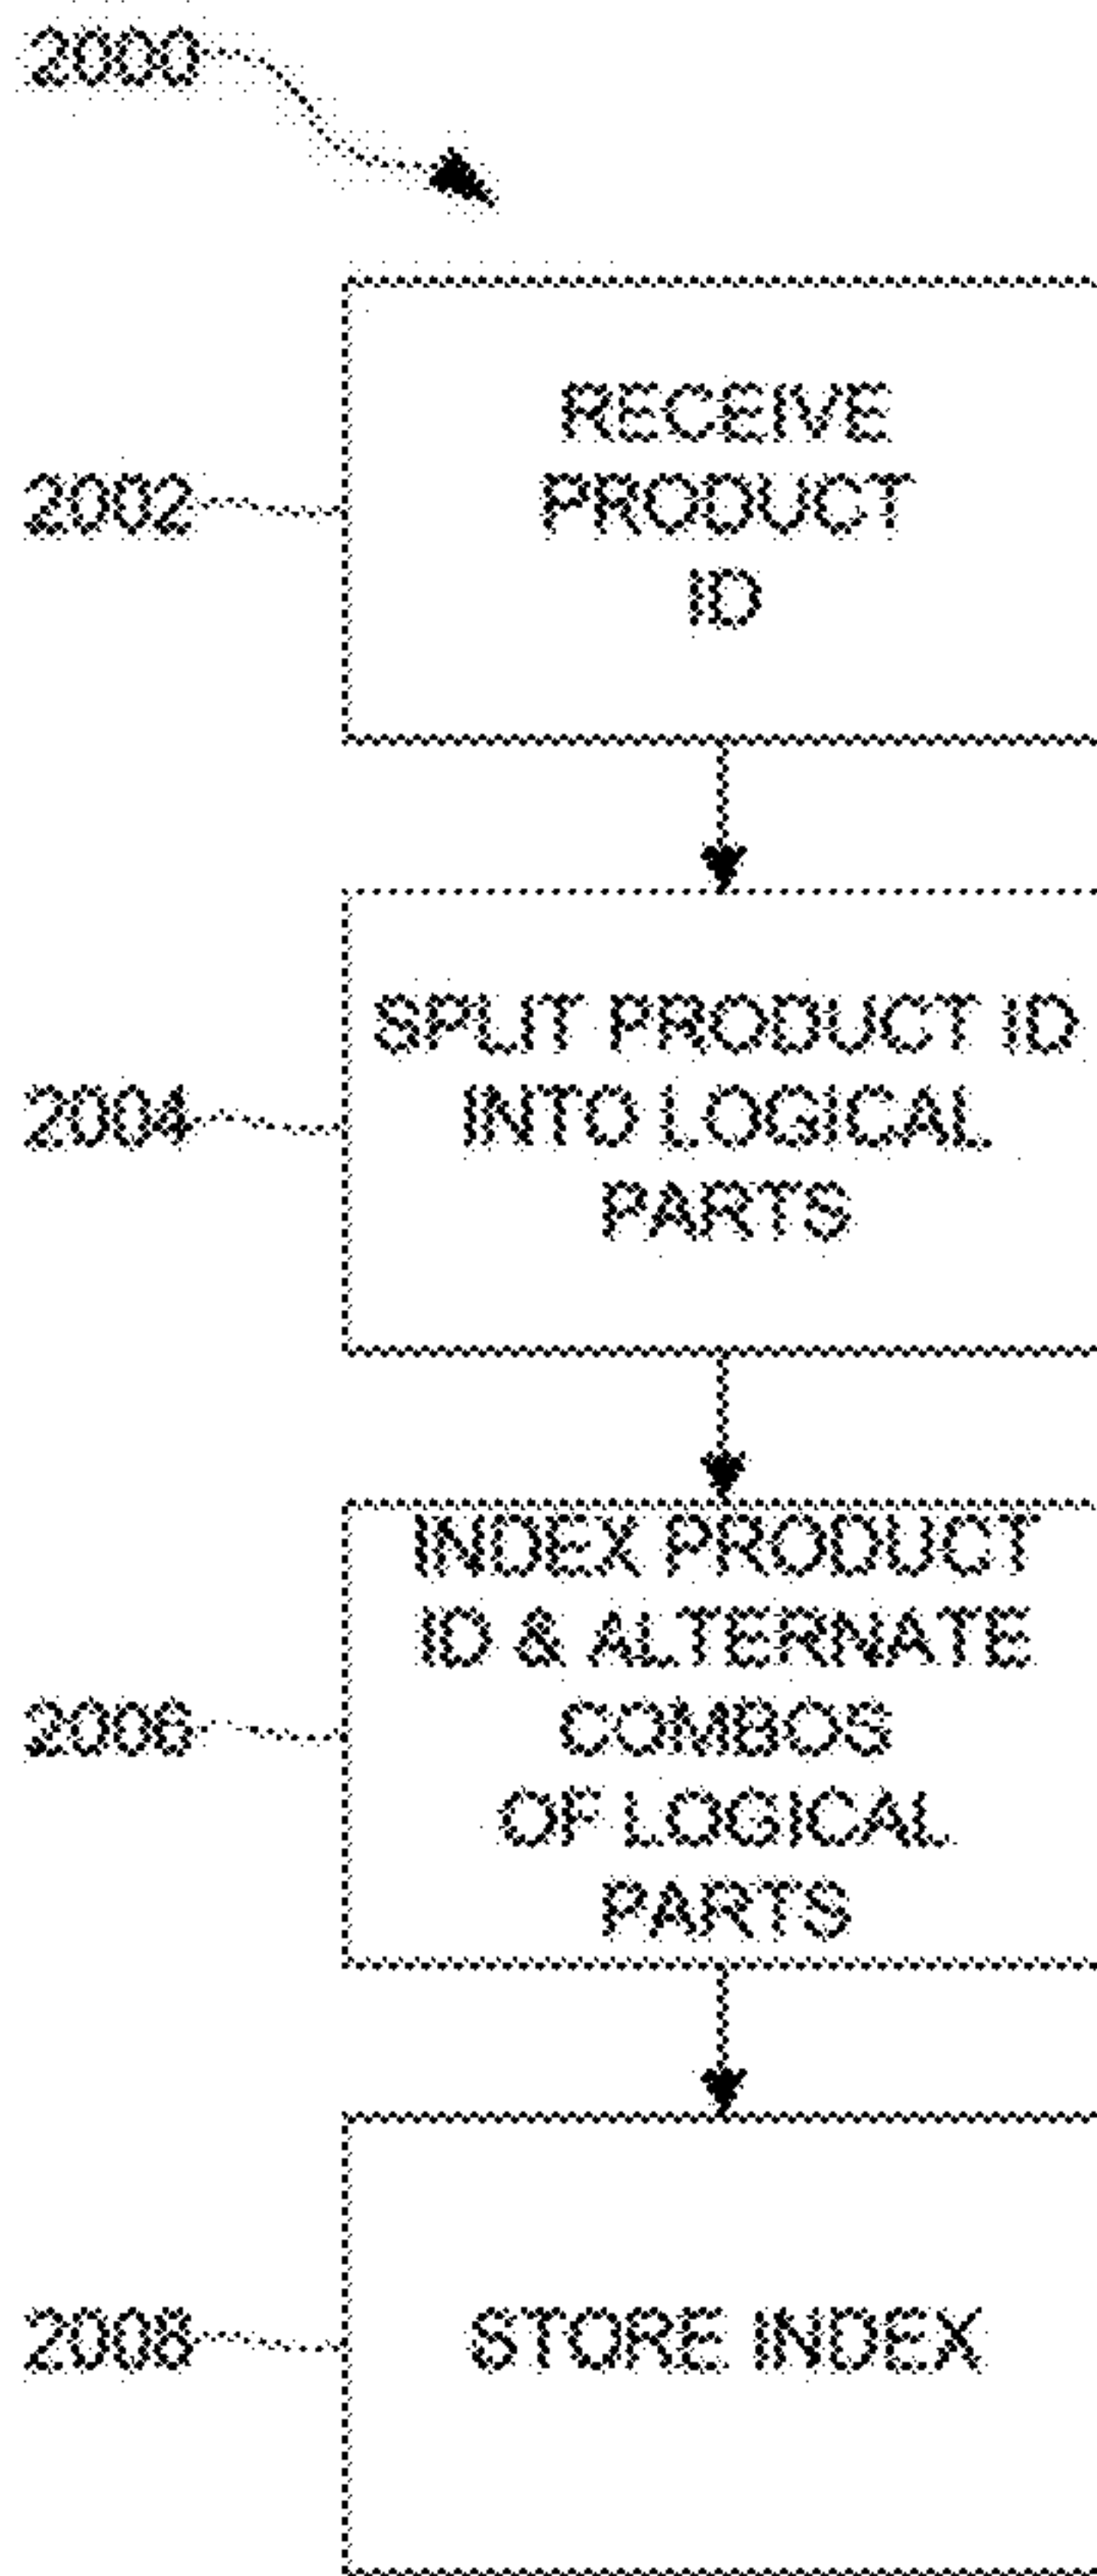 2000
RECEIVE
PRODUCT
ID
2002
SPLIT PRODUCT ID
INTO LOGICAL
PARTS
2004
INDEX PRODUCT
ID & ALTERNATE
COMBOS
OF LOGICAL
PARTS
2006
STORE INDEX
2008